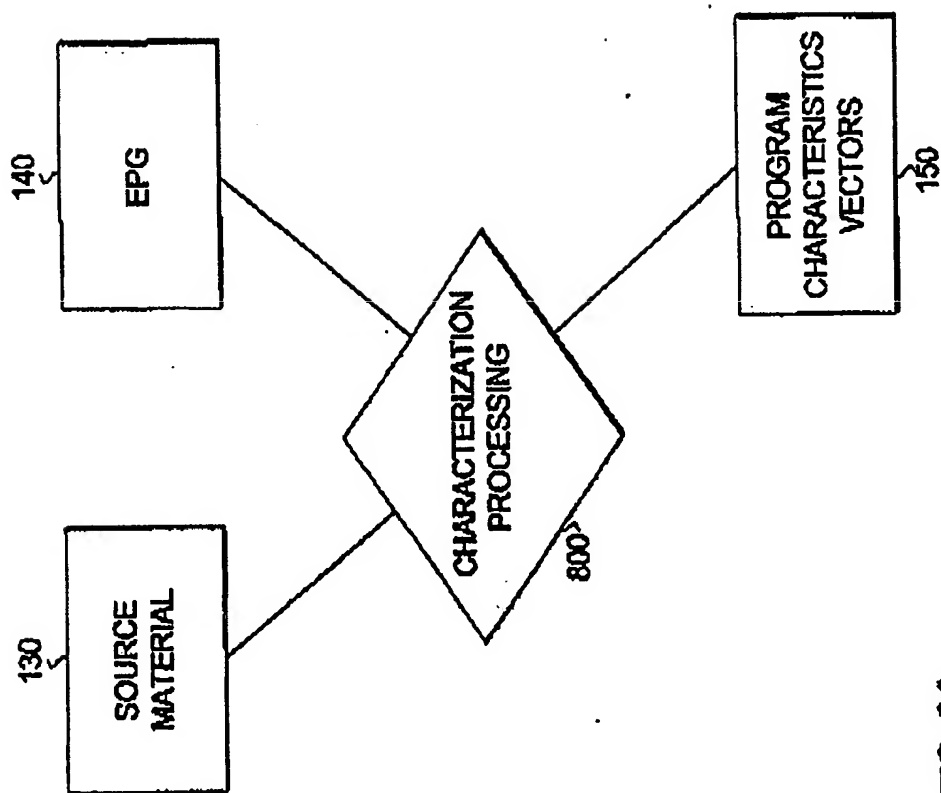 130
SOURCE
MATERIAL
140
EPG
CHARACTERIZATION
PROCESSING
800
PROGRAM
CHARACTERISTICS
VECTORS
150